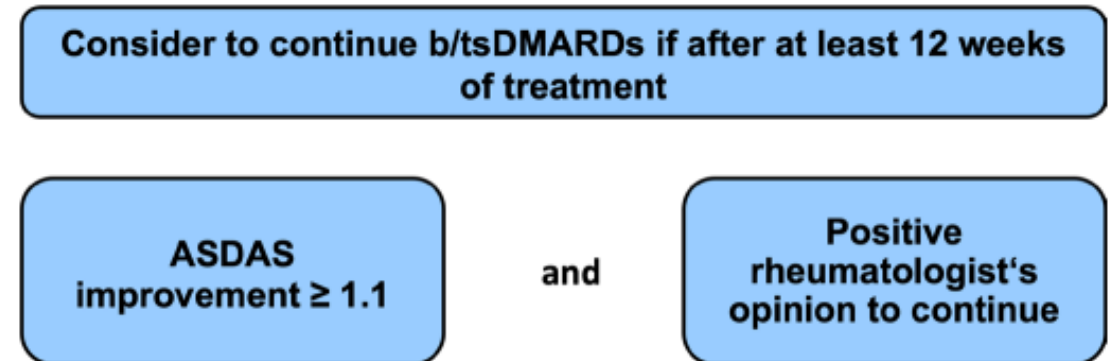 Consider to continue b/tsDMARDs if after at least 12 weeks
of treatment
ASDAS
improvement ≥ 1.1
and
Positive
rheumatologist‘s
opinion to continue